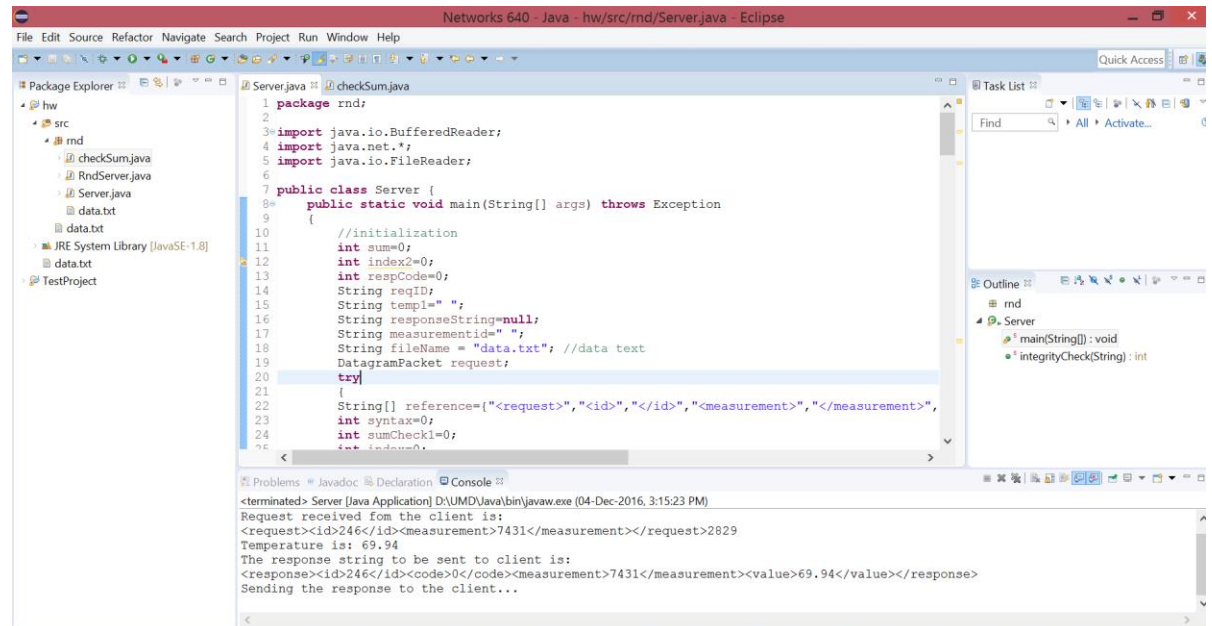 Networks 640 - Java - hw/src/rnd/Server.java - Eclipse
File Edit Source Refactor Navigate Search Project Run Window Help
Quick Access
Package Explorer
hw
src
rnd
checkSum.java
RndServer.java
Server.java
data.txt
data.txt
JRE System Library [JavaSE-1.8]
data.txt
TestProject
Server.java checkSum.java
1 package rnd;
2
3 import java.io.BufferedReader;
4 import java.net.*;
5 import java.io.FileReader;
6
7 public class Server {
8 public static void main(String[] args) throws Exception
9 {
10 //initialization
11 int sum=0;
12 int index2=0;
13 int respCode=0;
14 String reqID;
15 String temp1=" ";
16 String responseString=null;
17 String measurementid=" ";
18 String fileName = "data.txt"; //data text
19 DatagramPacket request;
20 try
21 {
22 String[] reference={"<request>","<id>","</id>","<measurement>","</measurement>",
23 int syntax=0;
24 int sumCheck1=0;
25 int index=0;
Task List
Find All Activate...
Outline
rnd
Server
main(String[]) : void
integrityCheck(String) : int
Problems Javadoc Declaration Console
<terminated> Server [Java Application] D:\UMD\Java\bin\javaw.exe (04-Dec-2016, 3:15:23 PM)
Request received fom the client is:
<request><id>246</id><measurement>7431</measurement></request>2829
Temperature is: 69.94
The response string to be sent to client is:
<response><id>246</id><code>0</code><measurement>7431</measurement><value>69.94</value></response>
Sending the response to the client...